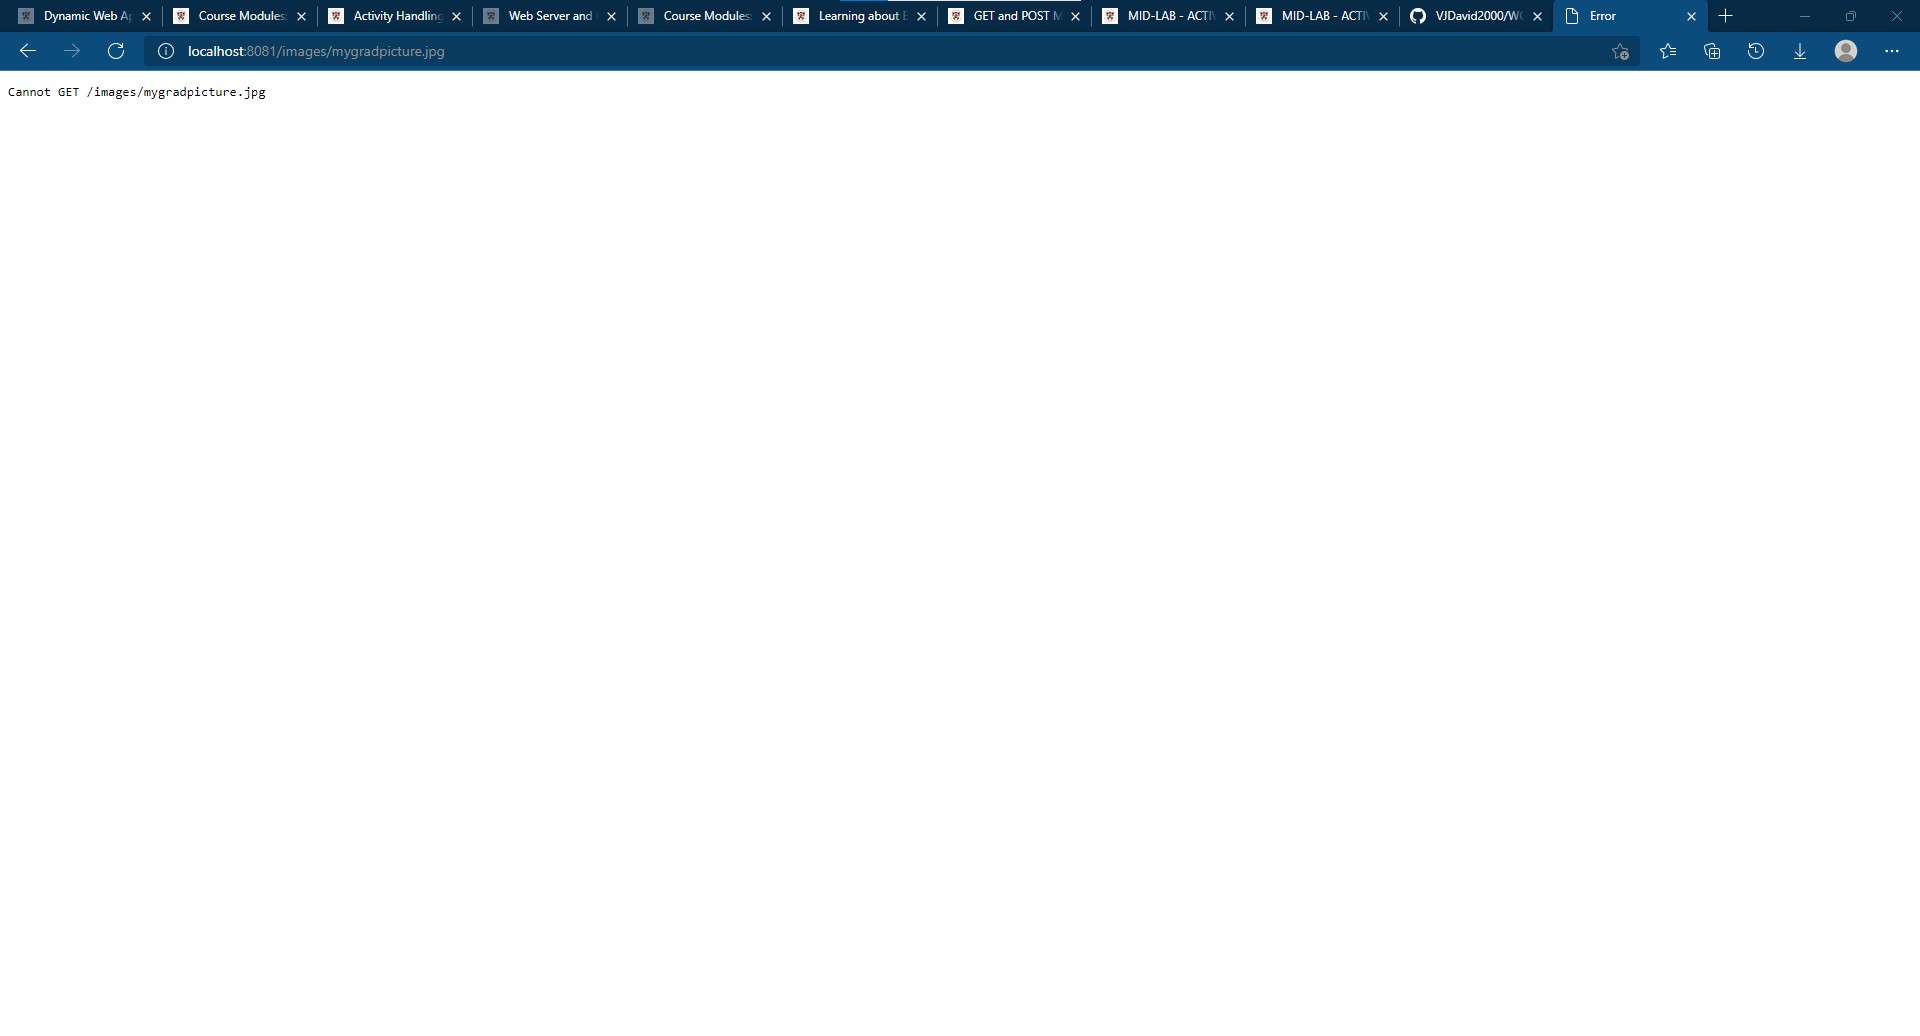 Dynamic Web A
Course Modules
Activity Handling
Web Server and
Course Modules
Learning about
GET and POST M
MID-LAB - ACTI
MID-LAB - ACTI
VJDavid2000/W
Error
localhost:8081/images/mygradpicture.jpg
Cannot GET /images/mygradpicture.jpg